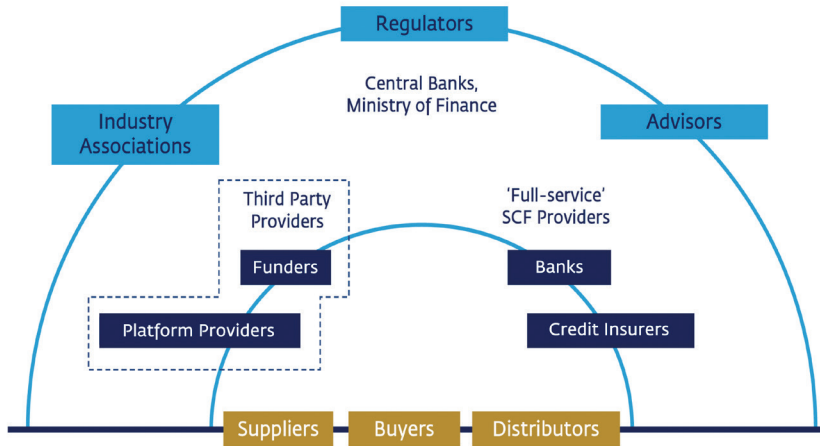 Regulators
Central Banks,
Ministry of Finance
Industry
Associations
Advisors
Third Party
Providers
'Full-service'
SCF Providers
Funders
Banks
Platform Providers
Credit Insurers
Suppliers
Buyers
Distributors